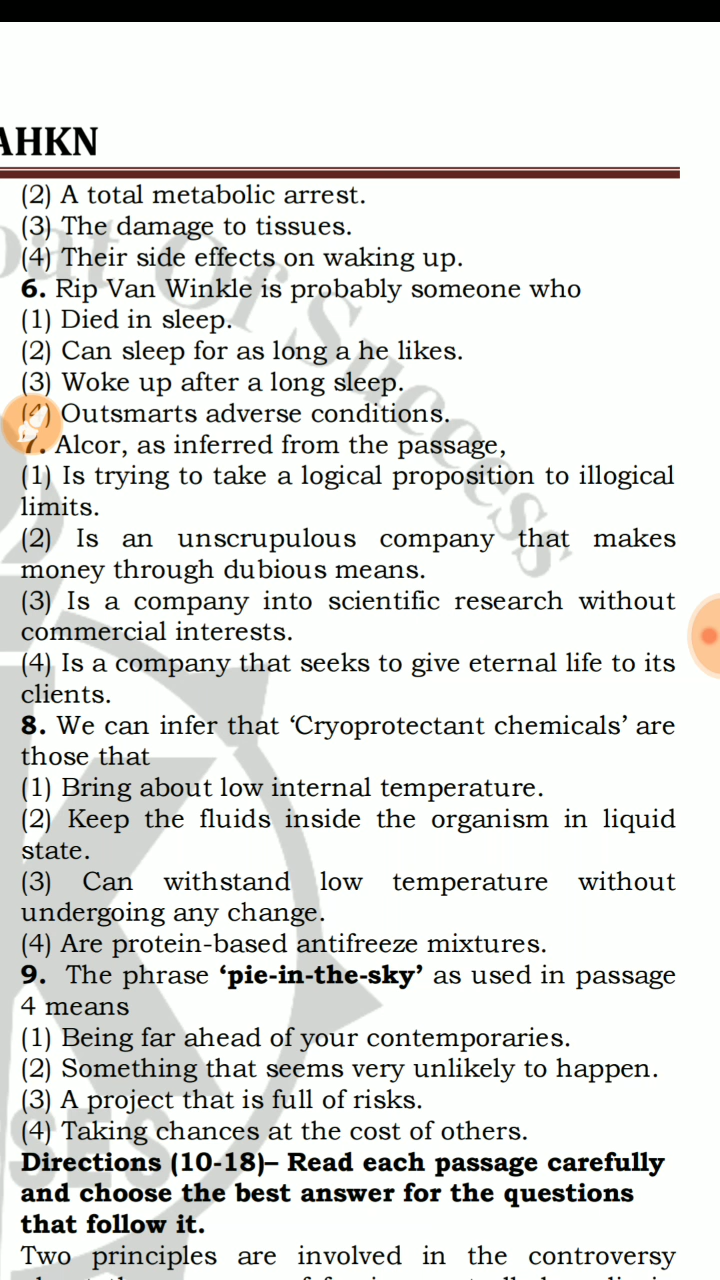 AHKN
(2) A total metabolic arrest.
(3) The damage to tissues.
(4) Their side effects on waking up.
6. Rip Van Winkle is probably someone who
(1) Died in sleep.
(2) Can sleep for as long a he likes.
(3) Woke up after a long sleep.
(4) Outsmarts adverse conditions.
7. Alcor, as inferred from the passage,
(1) Is trying to take a logical proposition to illogical
limits.
(2) Is an unscrupulous company that makes
money through dubious means.
(3) Is a company into scientific research without
commercial interests.
(4) Is a company that seeks to give eternal life to its
clients.
8. We can infer that ‘Cryoprotectant chemicals’ are
those that
(1) Bring about low internal temperature.
(2) Keep the fluids inside the organism in liquid
state.
(3) Can withstand low temperature without
undergoing any change.
(4) Are protein-based antifreeze mixtures.
9. The phrase ‘pie-in-the-sky’ as used in passage
4 means
(1) Being far ahead of your contemporaries.
(2) Something that seems very unlikely to happen.
(3) A project that is full of risks.
(4) Taking chances at the cost of others.
Directions (10-18)– Read each passage carefully
and choose the best answer for the questions
that follow it.
Two principles are involved in the controversy
Of Success